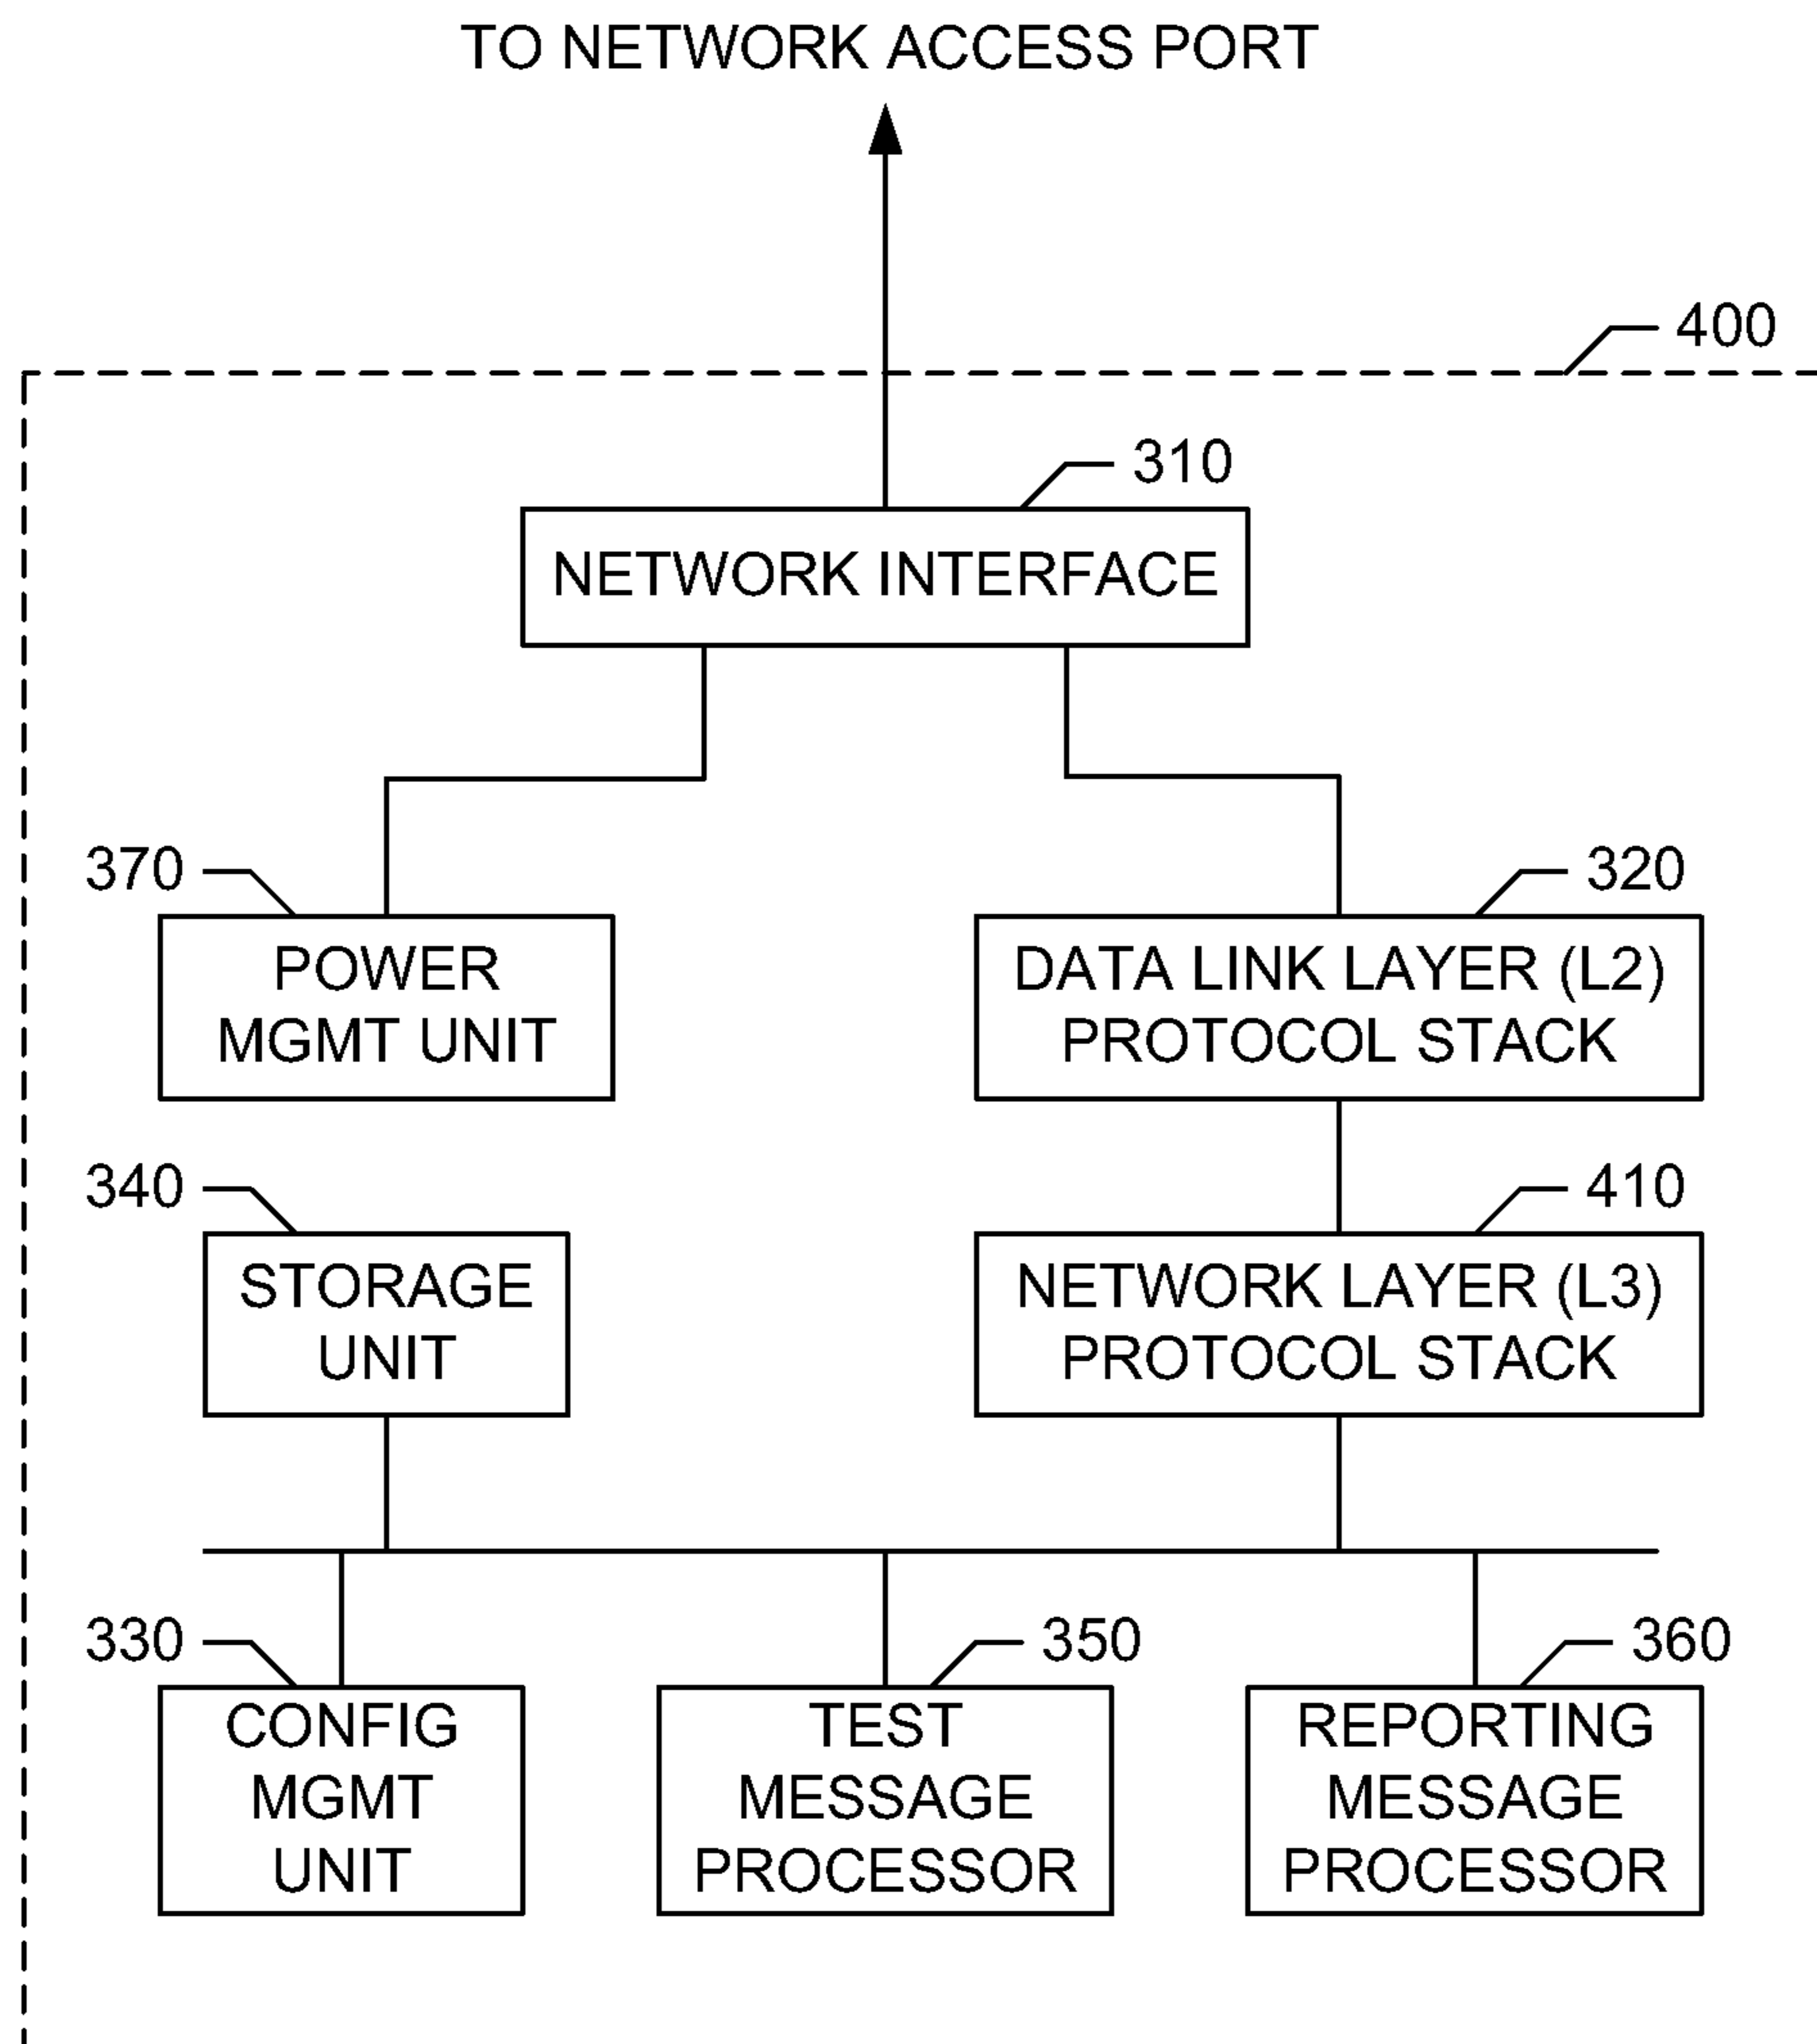 TO NETWORK ACCESS PORT
400
310
NETWORK INTERFACE
370
320
POWER
MGMT UNIT
DATA LINK LAYER (L2)
PROTOCOL STACK
340
410
STORAGE
UNIT
NETWORK LAYER (L3)
PROTOCOL STACK
330
350
360
CONFIG
MGMT
UNIT
TEST
MESSAGE
PROCESSOR
REPORTING
MESSAGE
PROCESSOR